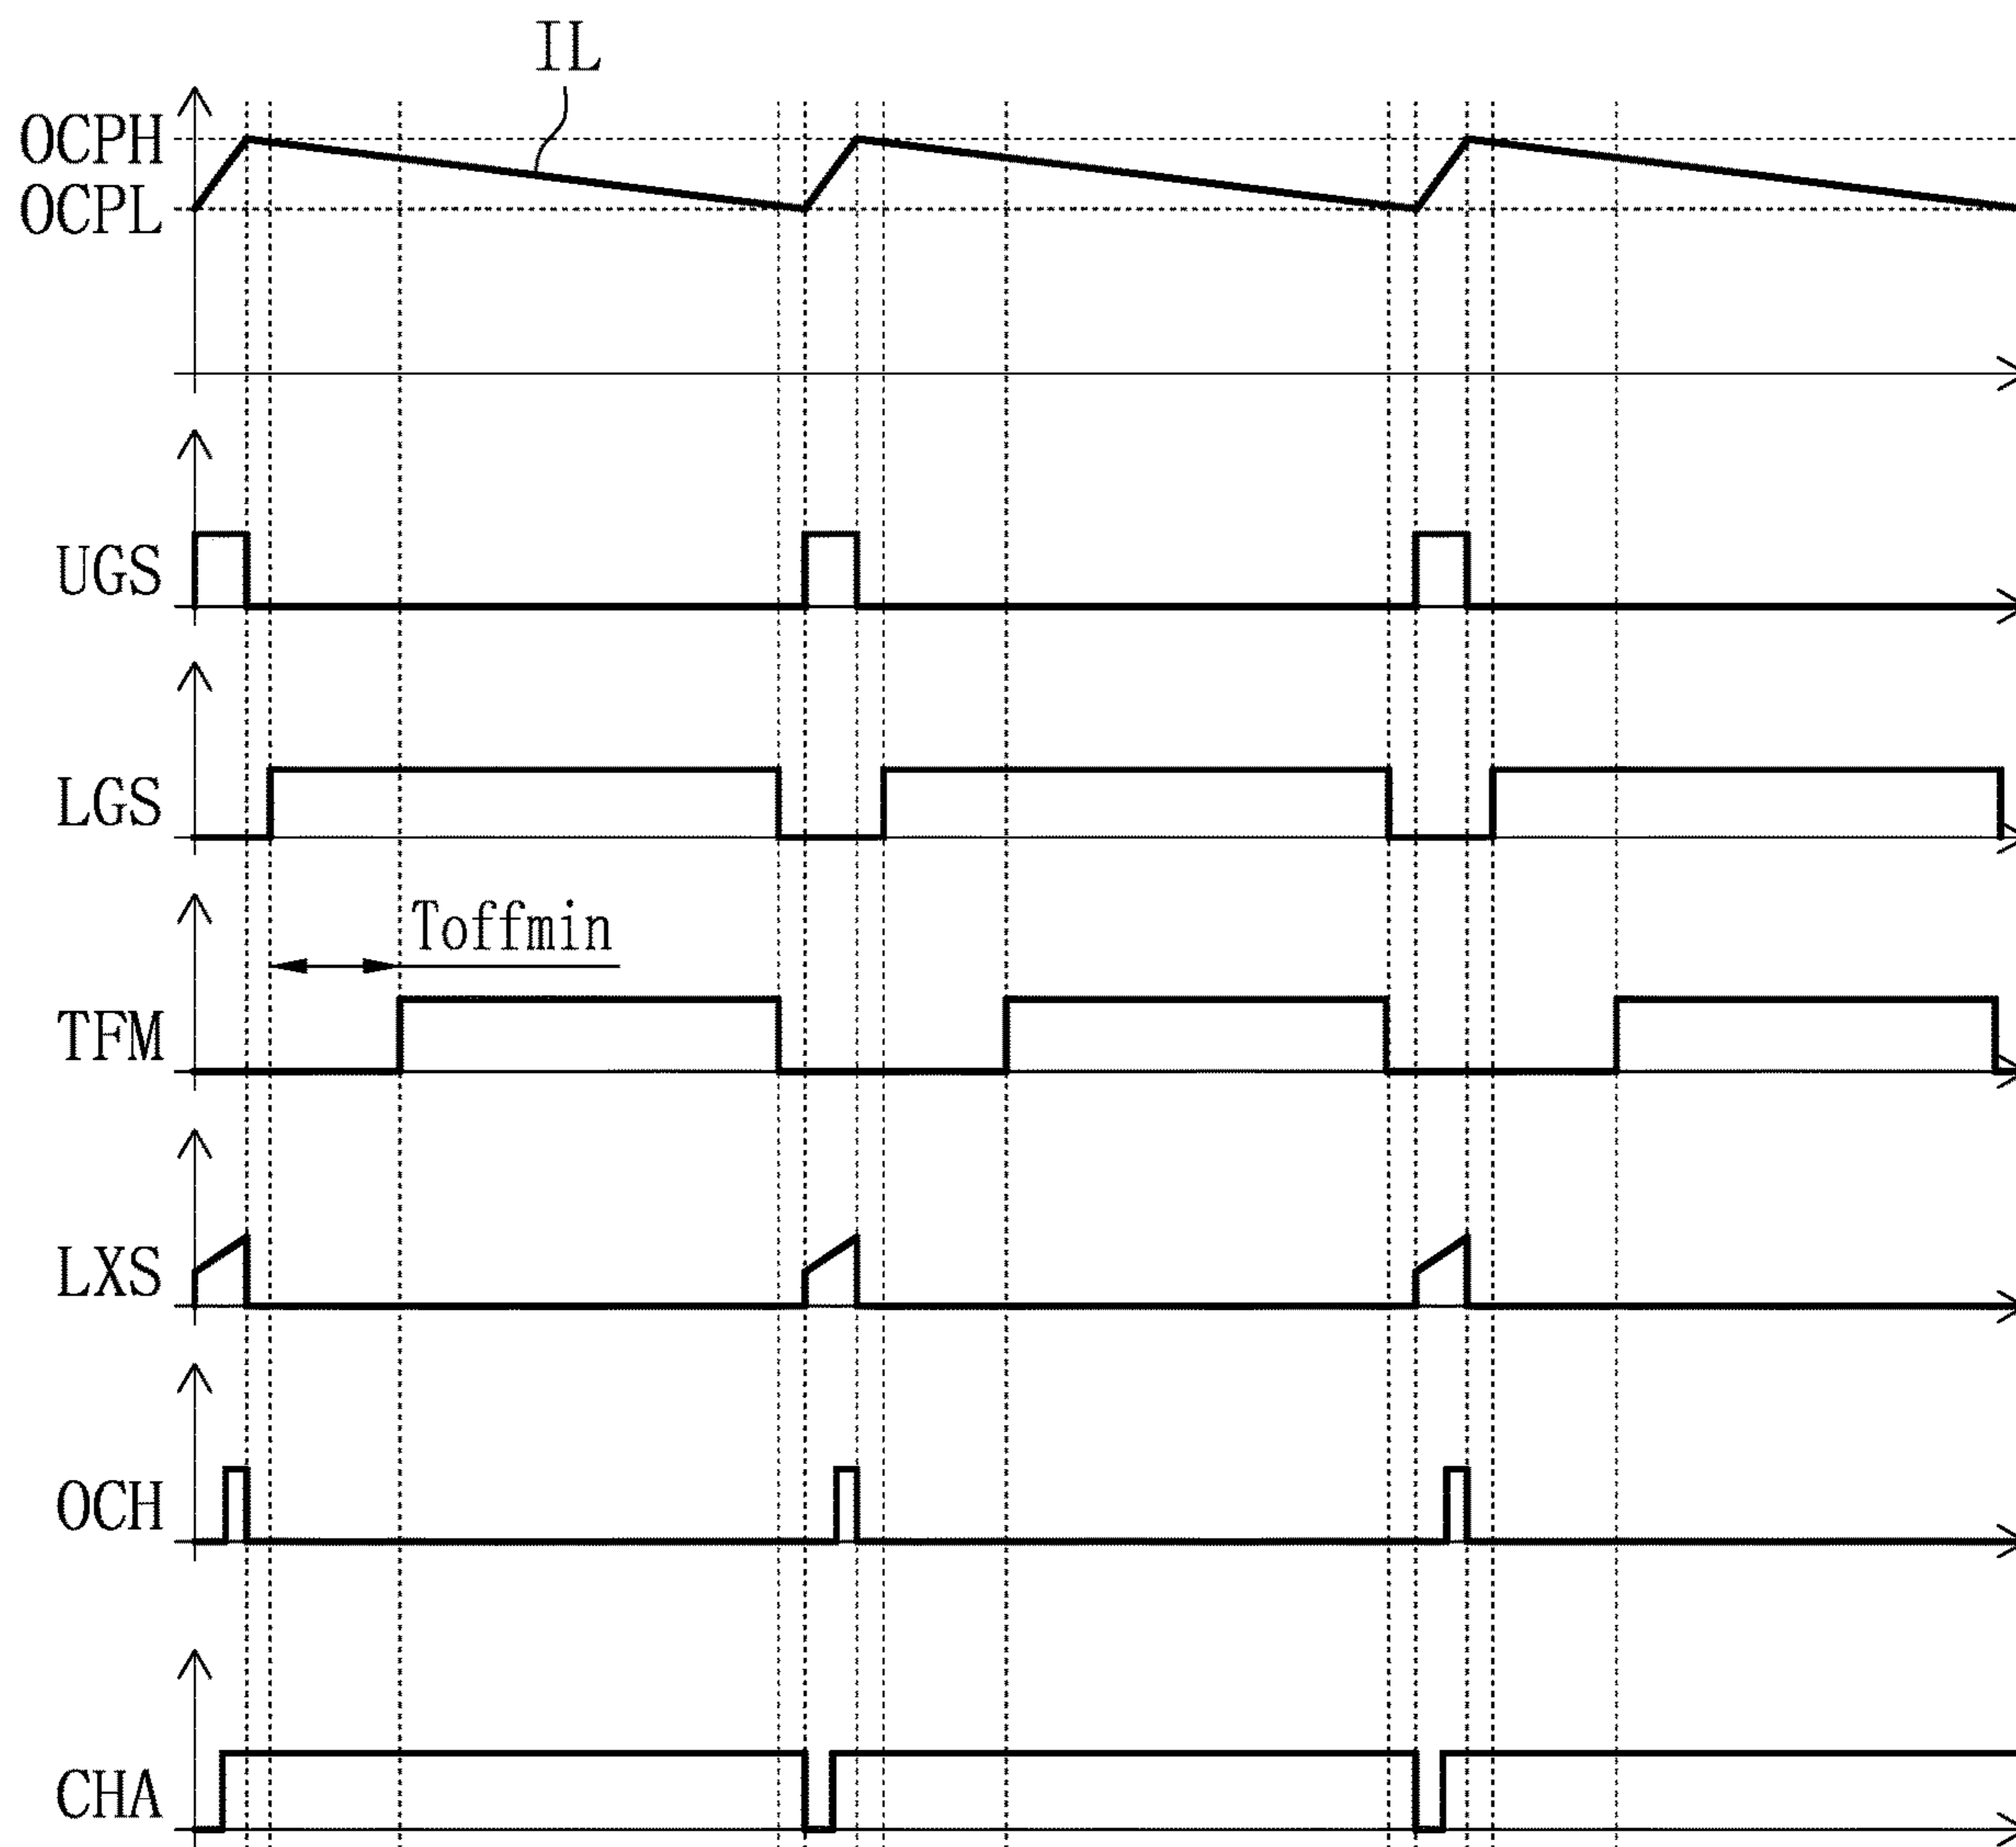 IL
OCPH
OCPL
UGS
LGS
Toffmin
TFM
LXS
OCH
CHA